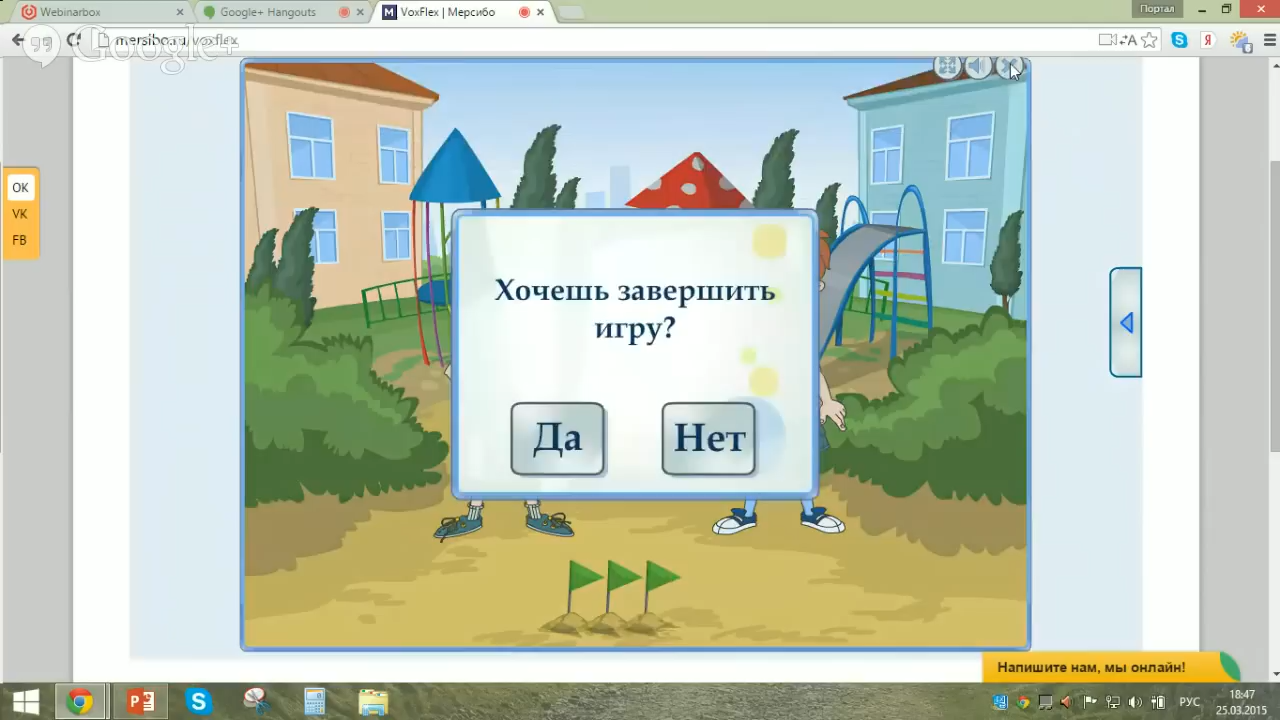 Портал
Webinarbox
Google+ Hangouts
VoxFlex | Мерсибо
mersibo.ru/voxflex
Google+
OK
VK
FB
Хочешь завершить
игру?
Да
Нет
Напишите нам, мы онлайн!
РУС
18:47
25.03.2015